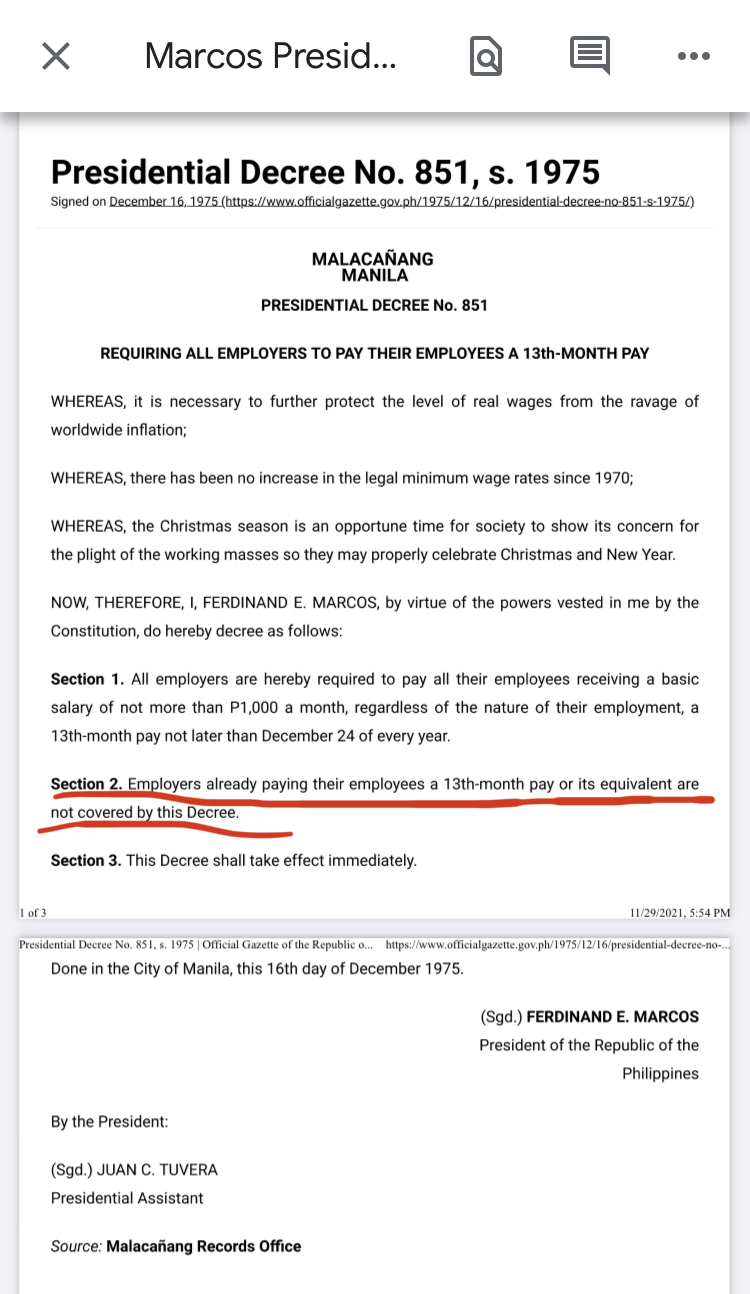 Marcos Presid...
Presidential Decree No. 851, s. 1975
Signed on December 16, 1975 (https://www.officialgazette.gov.ph/1975/12/16/presidential-decree-no-851-s-1975/)
MALACAÑANG
MANILA
PRESIDENTIAL DECREE No. 851
REQUIRING ALL EMPLOYERS TO PAY THEIR EMPLOYEES A 13th-MONTH PAY
WHEREAS, it is necessary to further protect the level of real wages from the ravage of
worldwide inflation;
WHEREAS, there has been no increase in the legal minimum wage rates since 1970;
WHEREAS, the Christmas season is an opportune time for society to show its concern for
the plight of the working masses so they may properly celebrate Christmas and New Year.
NOW, THEREFORE, I, FERDINAND E. MARCOS, by virtue of the powers vested in me by the
Constitution, do hereby decree as follows:
Section 1. All employers are hereby required to pay all their employees receiving a basic
salary of not more than P1,000 a month, regardless of the nature of their employment, a
13th-month pay not later than December 24 of every year.
Section 2. Employers already paying their employees a 13th-month pay or its equivalent are
not covered by this Decree.
Section 3. This Decree shall take effect immediately.
1 of 3 11/29/2021, 5:54 PM
Presidential Decree No. 851, s. 1975 | Official Gazette of the Republic o... https://www.officialgazette.gov.ph/1975/12/16/presidential-decree-no-...
Done in the City of Manila, this 16th day of December 1975.
(Sgd.) FERDINAND E. MARCOS
President of the Republic of the
Philippines
By the President:
(Sgd.) JUAN C. TUVERA
Presidential Assistant
Source: Malacañang Records Office